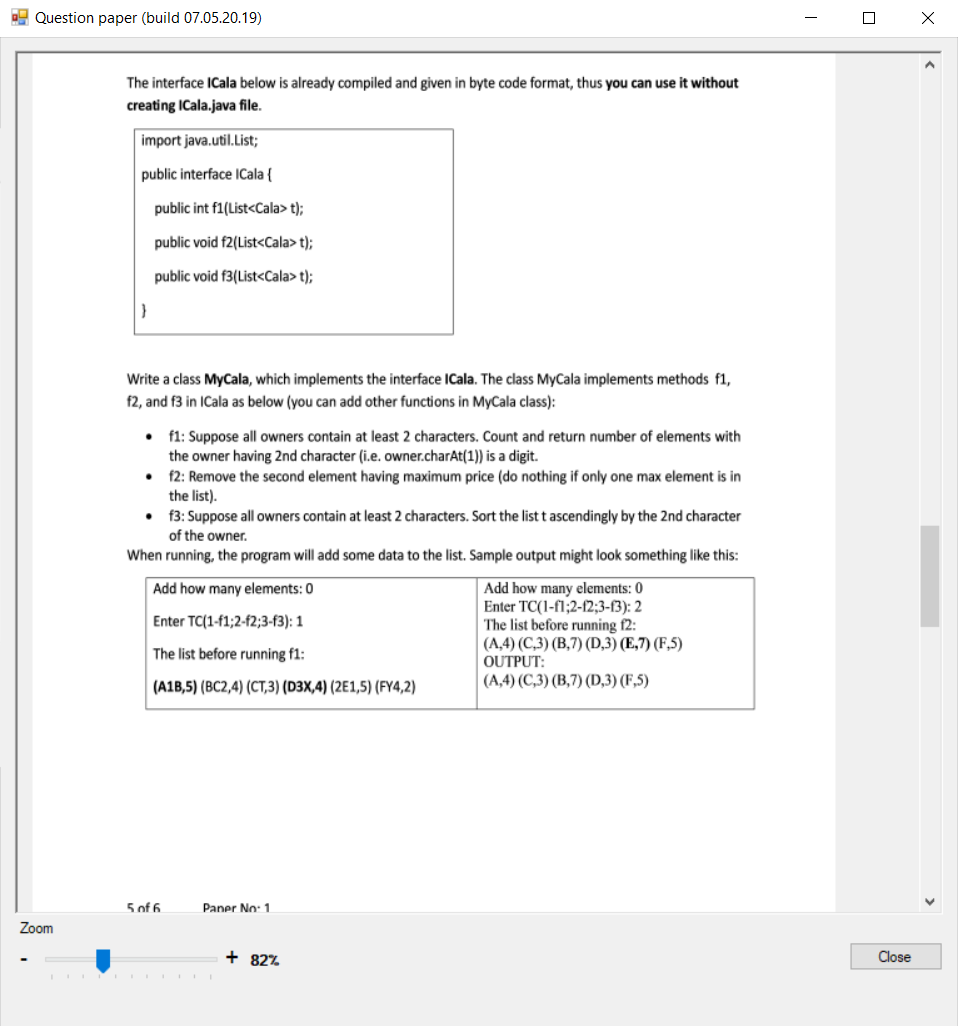 Question paper (build 07.05.20.19)
The interface ICala below is already compiled and given in byte code format, thus you can use it without
creating ICala.java file.
import java.util.List;
public interface ICala {
public int f1(List<Cala> t);
public void f2(List<Cala> t);
public void f3(List<Cala> t);
}
Write a class MyCala, which implements the interface ICala. The class MyCala implements methods f1,
f2, and f3 in ICala as below (you can add other functions in MyCala class):
• f1: Suppose all owners contain at least 2 characters. Count and return number of elements with
the owner having 2nd character (i.e. owner.charAt(1)) is a digit.
• f2: Remove the second element having maximum price (do nothing if only one max element is in
the list).
• f3: Suppose all owners contain at least 2 characters. Sort the list t ascendingly by the 2nd character
of the owner.
When running, the program will add some data to the list. Sample output might look something like this:
Add how many elements: 0
Enter TC(1-f1;2-f2;3-f3): 1
The list before running f1:
(A1B,5) (BC2,4) (CT,3) (D3X,4) (2E1,5) (FY4,2)
Add how many elements: 0
Enter TC(1-f1;2-f2;3-f3): 2
The list before running f2:
(A,4) (C,3) (B,7) (D,3) (E,7) (F,5)
OUTPUT:
(A,4) (C,3) (B,7) (D,3) (F,5)
5 of 6 Paper No: 1
Zoom
- + 82%
Close